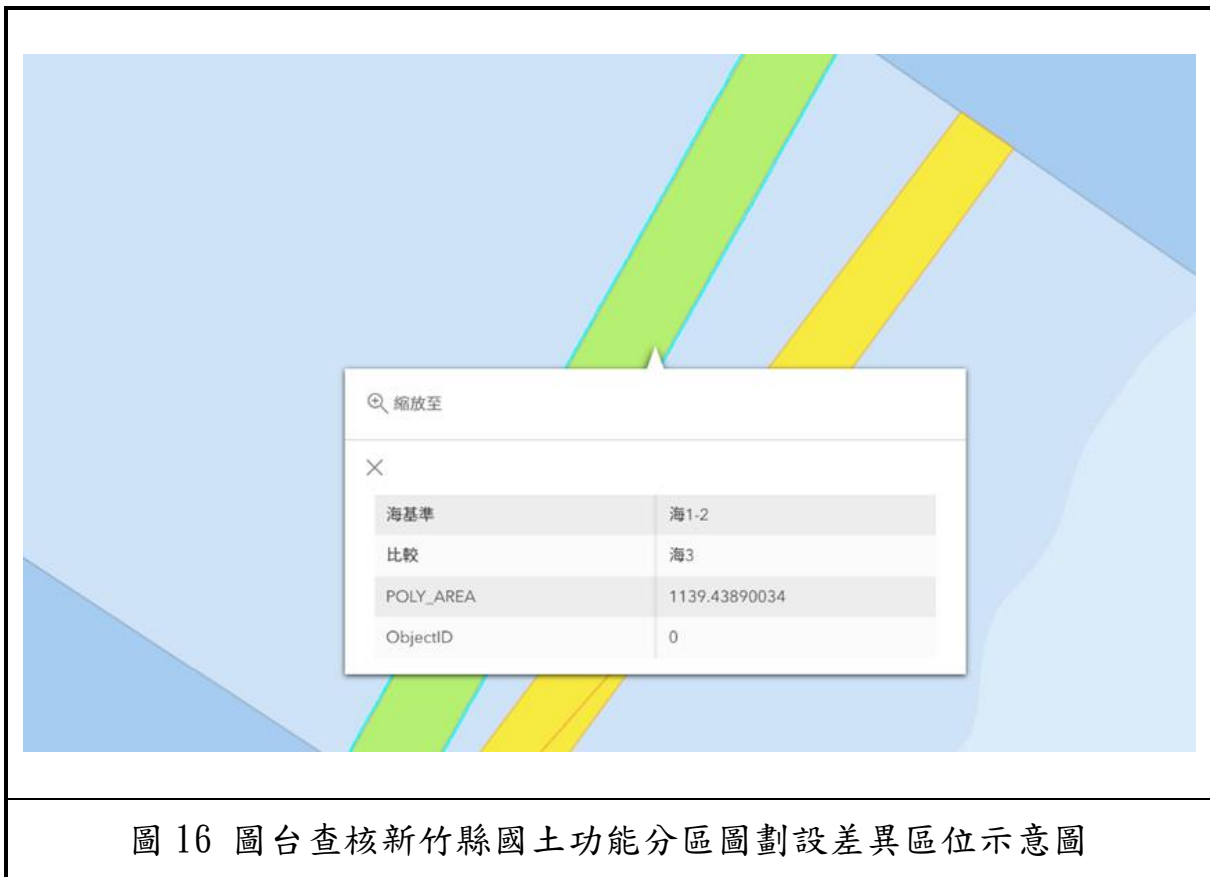 縮放至
海基準 海1-2
比較 海3
POLY_AREA 1139.43890034
ObjectID 0
圖 16 圖台查核新竹縣國土功能分區圖劃設差異區位示意圖